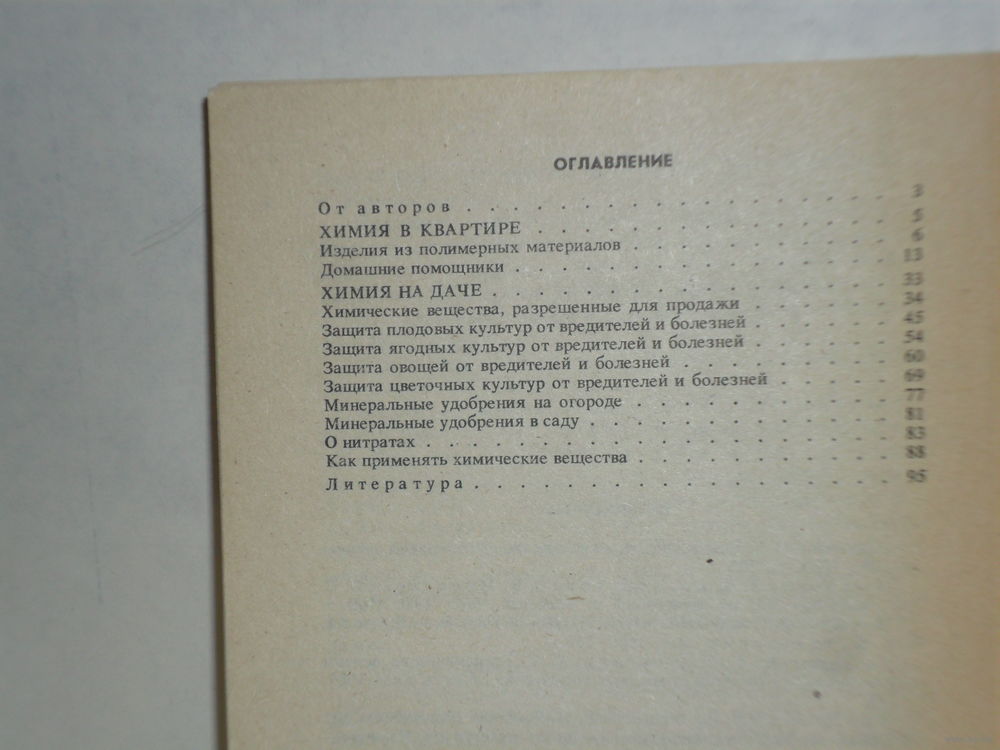 ОГЛАВЛЕНИЕ
От авторов . . . . . . . . . . . . . . . . . 3
ХИМИЯ В КВАРТИРЕ . . . . . . . . . . . . . . 5
Изделия из полимерных материалов . . . . . . . . . . 6
Домашние помощники . . . . . . . . . . . . . . 13
ХИМИЯ НА ДАЧЕ . . . . . . . . . . . . . . . 33
Химические вещества, разрешенные для продажи . . . . . 34
Защита плодовых культур от вредителей и болезней . . . . . 45
Защита ягодных культур от вредителей и болезней . . . . . 54
Защита овощей от вредителей и болезней . . . . . . . . 60
Защита цветочных культур от вредителей и болезней . . . . 69
Минеральные удобрения на огороде . . . . . . . . . . 77
Минеральные удобрения в саду . . . . . . . . . . . 81
О нитратах . . . . . . . . . . . . . . . . . 83
Как применять химические вещества . . . . . . . . . 88
Литература . . . . . . . . . . . . . . . . . 95